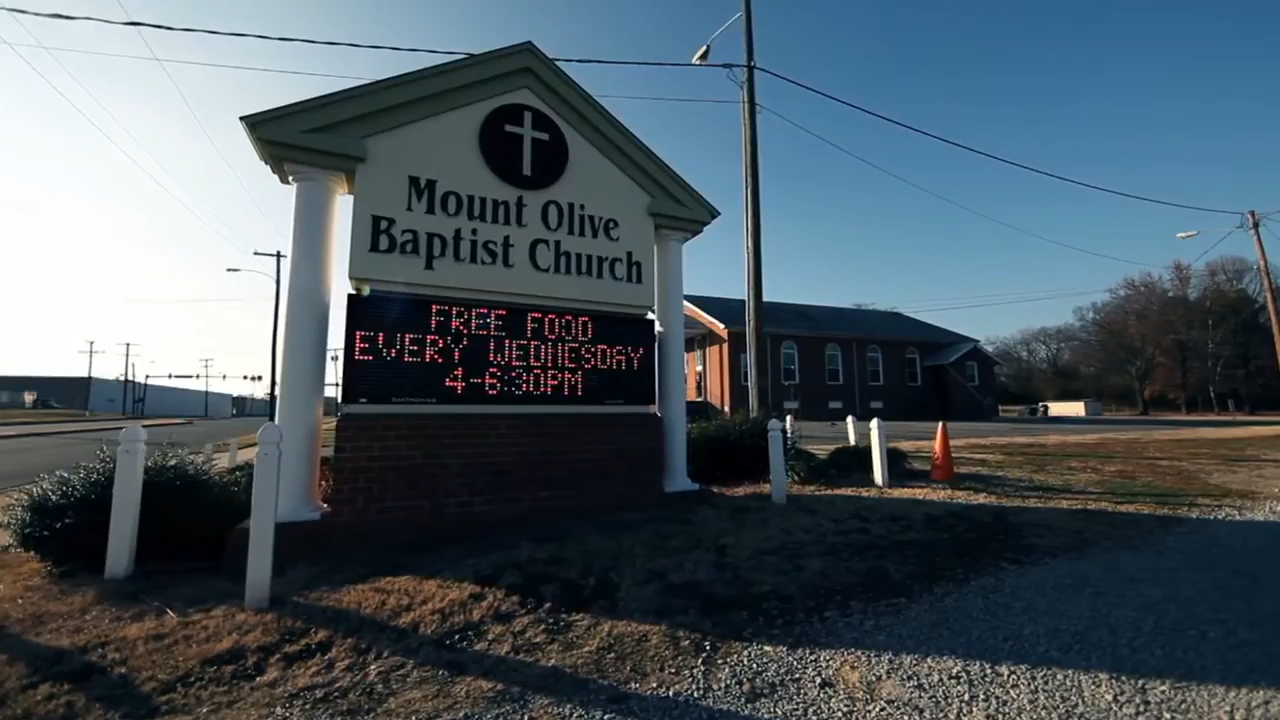 Mount Olive
Baptist Church
FREE FOOD
EVERY WEDNESDAY
4-6:30PM